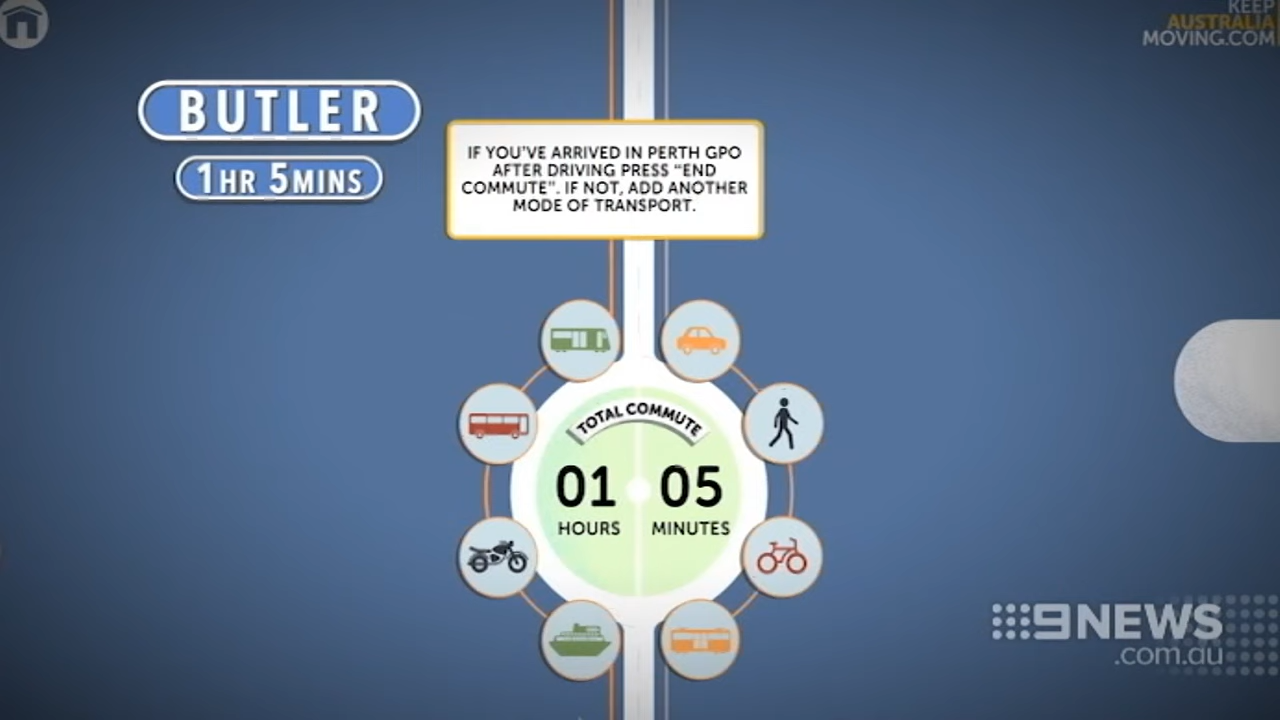 KEEP
AUSTRALIA
MOVING.COM
BUTLER
1HR 5MINS
IF YOU'VE ARRIVED IN PERTH GPO
AFTER DRIVING PRESS “END
COMMUTE”. IF NOT, ADD ANOTHER
MODE OF TRANSPORT.
TOTAL COMMUTE
01 05
HOURS MINUTES
9NEWS
.com.au